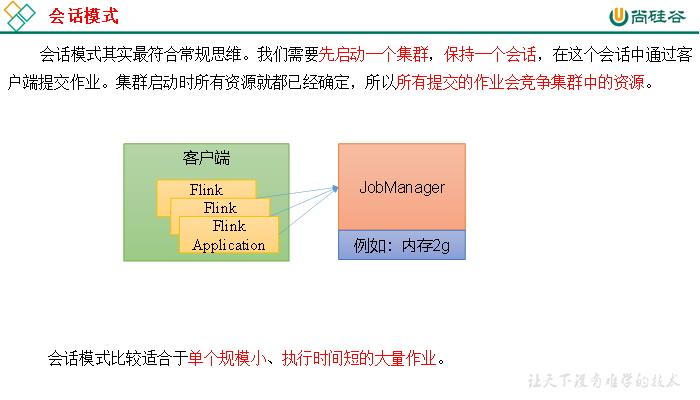 会话模式
尚硅谷
会话模式其实最符合常规思维。我们需要先启动一个集群，保持一个会话，在这个会话中通过客
户端提交作业。集群启动时所有资源就都已经确定，所以所有提交的作业会竞争集群中的资源。
客户端
Flink
Flink
Flink
Application
JobManager
例如：内存2g
会话模式比较适合于单个规模小、执行时间短的大量作业。
让天下没有难学的技术